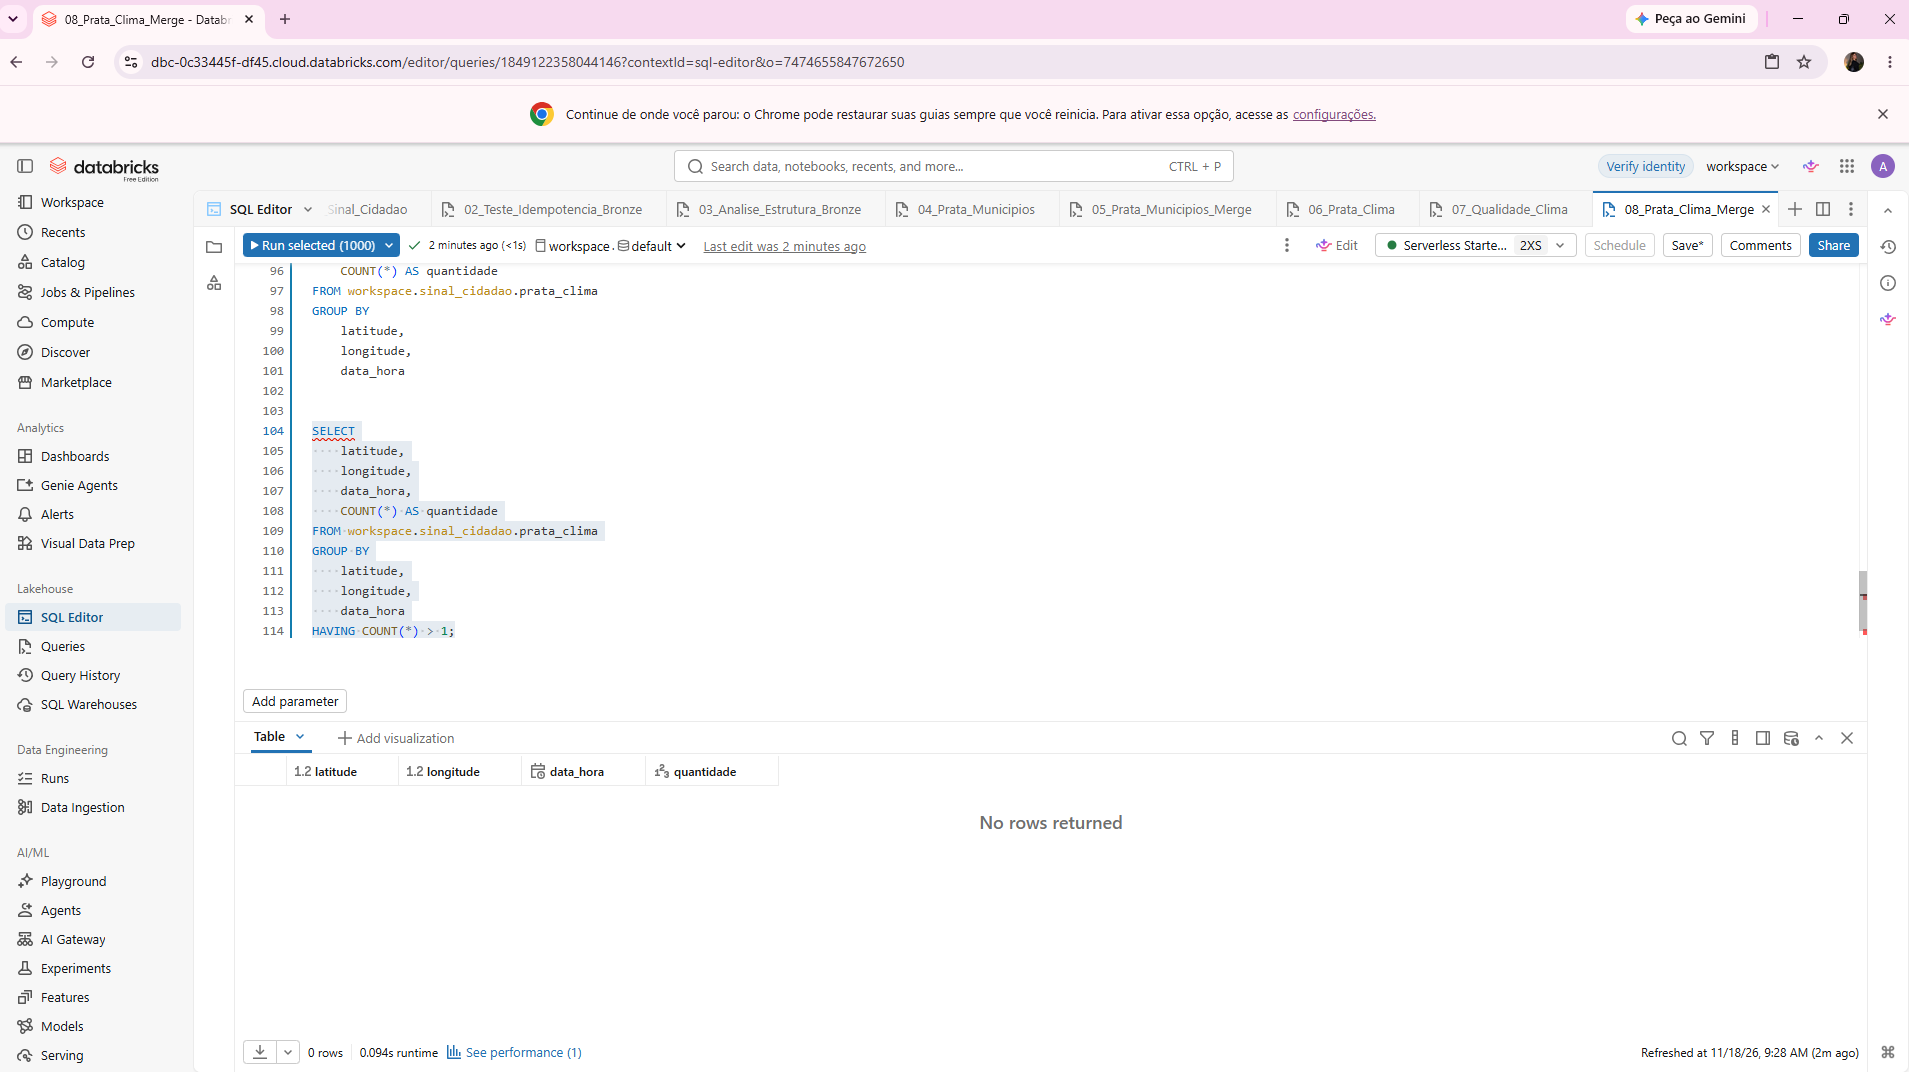 08_Prata_Clima_Merge - Databr
Peça ao Gemini
dbc-0c33445f-df45.cloud.databricks.com/editor/queries/1849122358044146?contextId=sql-editor&o=7474655847672650
Continue de onde você parou: o Chrome pode restaurar suas guias sempre que você reinicia. Para ativar essa opção, acesse as configurações.
databricks
Free Edition
Search data, notebooks, recents, and more...
CTRL + P
Verify identity
workspace
A
Workspace
Recents
Catalog
Jobs & Pipelines
Compute
Discover
Marketplace
Analytics
Dashboards
Genie Agents
Alerts
Visual Data Prep
Lakehouse
SQL Editor
Queries
Query History
SQL Warehouses
Data Engineering
Runs
Data Ingestion
AI/ML
Playground
Agents
AI Gateway
Experiments
Features
Models
Serving
SQL Editor
Sinal_Cidadao
02_Teste_Idempotencia_Bronze
03_Analise_Estrutura_Bronze
04_Prata_Municipios
05_Prata_Municipios_Merge
06_Prata_Clima
07_Qualidade_Clima
08_Prata_Clima_Merge
Run selected (1000)
2 minutes ago (<1s)
workspace.
default
Last edit was 2 minutes ago
Edit
Serverless Starte...
2XS
Schedule
Save*
Comments
Share
96 COUNT(*) AS quantidade
97 FROM workspace.sinal_cidadao.prata_clima
98 GROUP BY
99 latitude,
100 longitude,
101 data_hora
102
103
104 SELECT
105 ····latitude,
106 ····longitude,
107 ····data_hora,
108 ····COUNT(*)·AS·quantidade
109 FROM·workspace.sinal_cidadao.prata_clima
110 GROUP·BY
111 ····latitude,
112 ····longitude,
113 ····data_hora
114 HAVING·COUNT(*)·>·1;
Add parameter
Table
Add visualization
1.2 latitude
1.2 longitude
data_hora
123 quantidade
No rows returned
0 rows
0.094s runtime
See performance (1)
Refreshed at 11/18/26, 9:28 AM (2m ago)